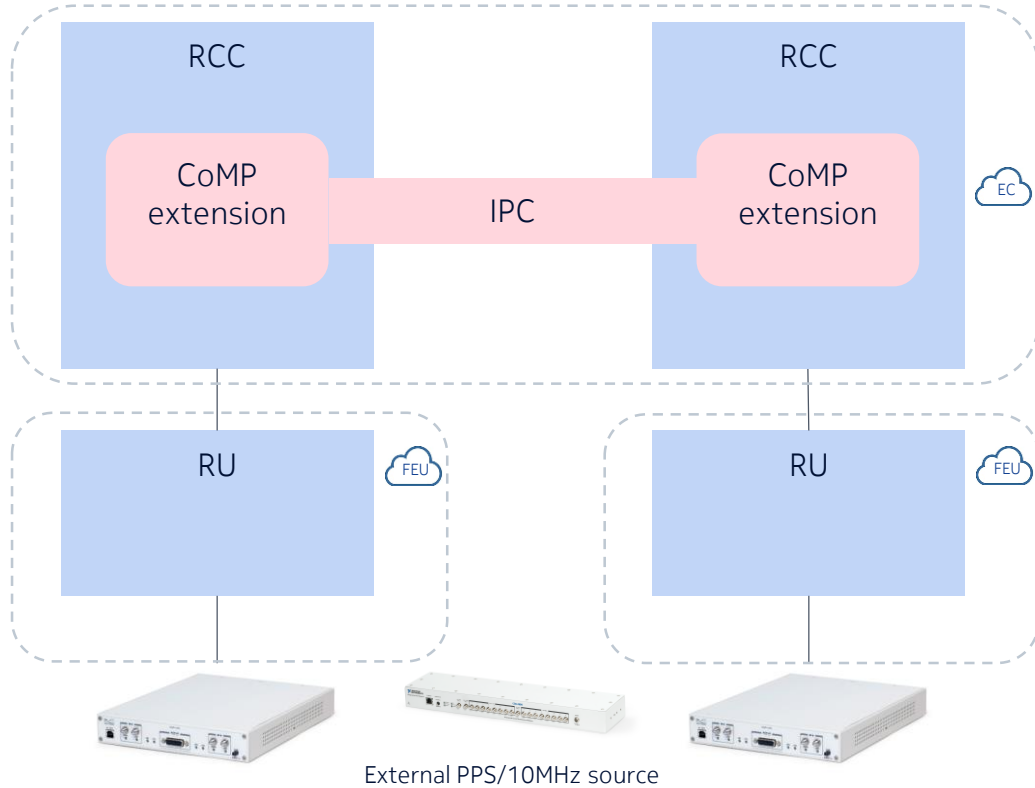 RCC
RCC
CoMP
extension
IPC
CoMP
extension
EC
RU
FEU
RU
FEU
External PPS/10MHz source